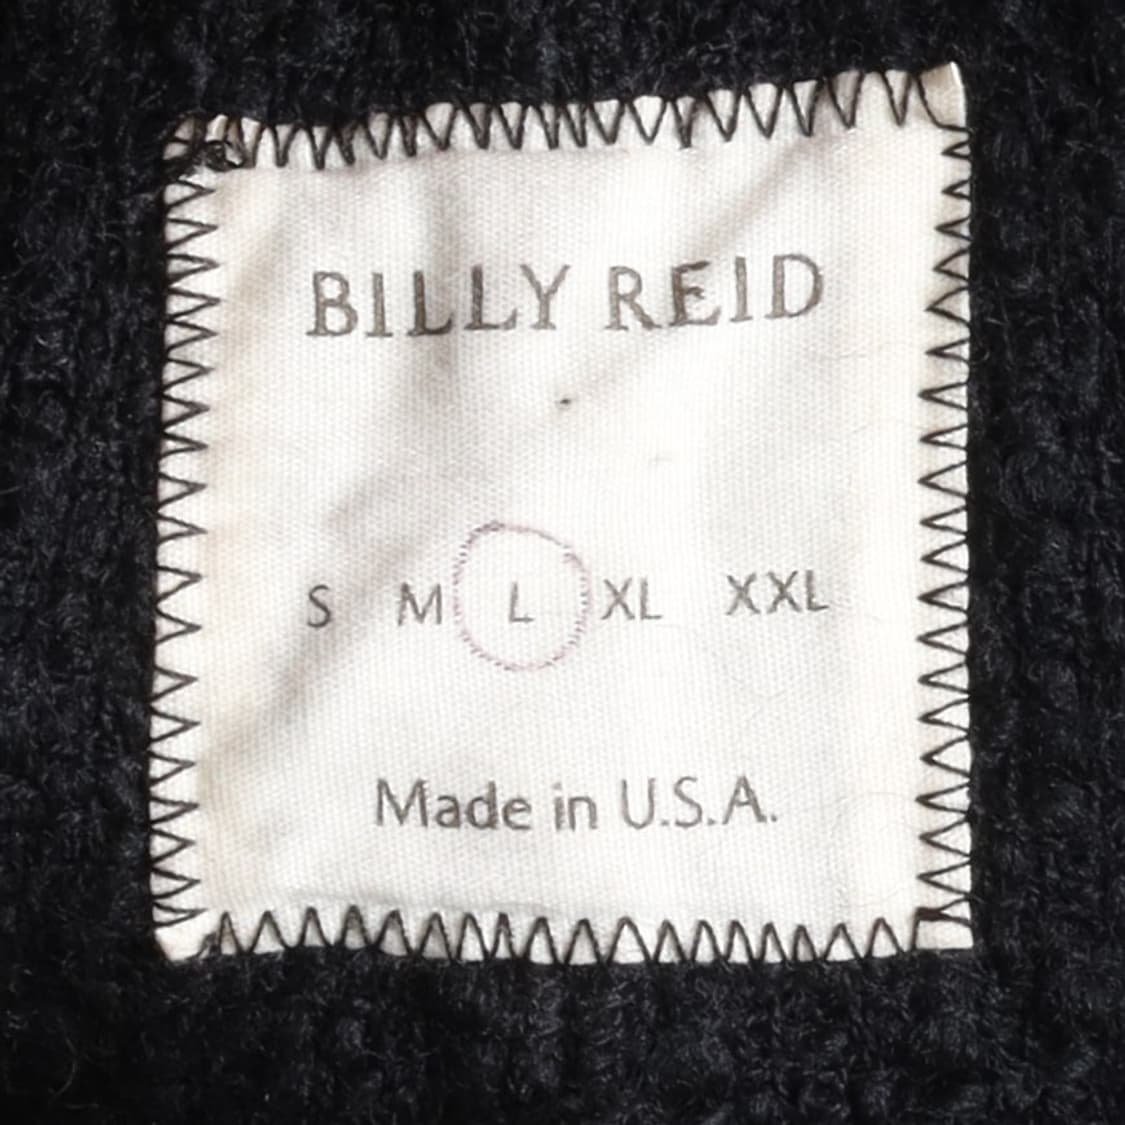 BILLY REID
S M L XL XXL
Made in U.S.A.